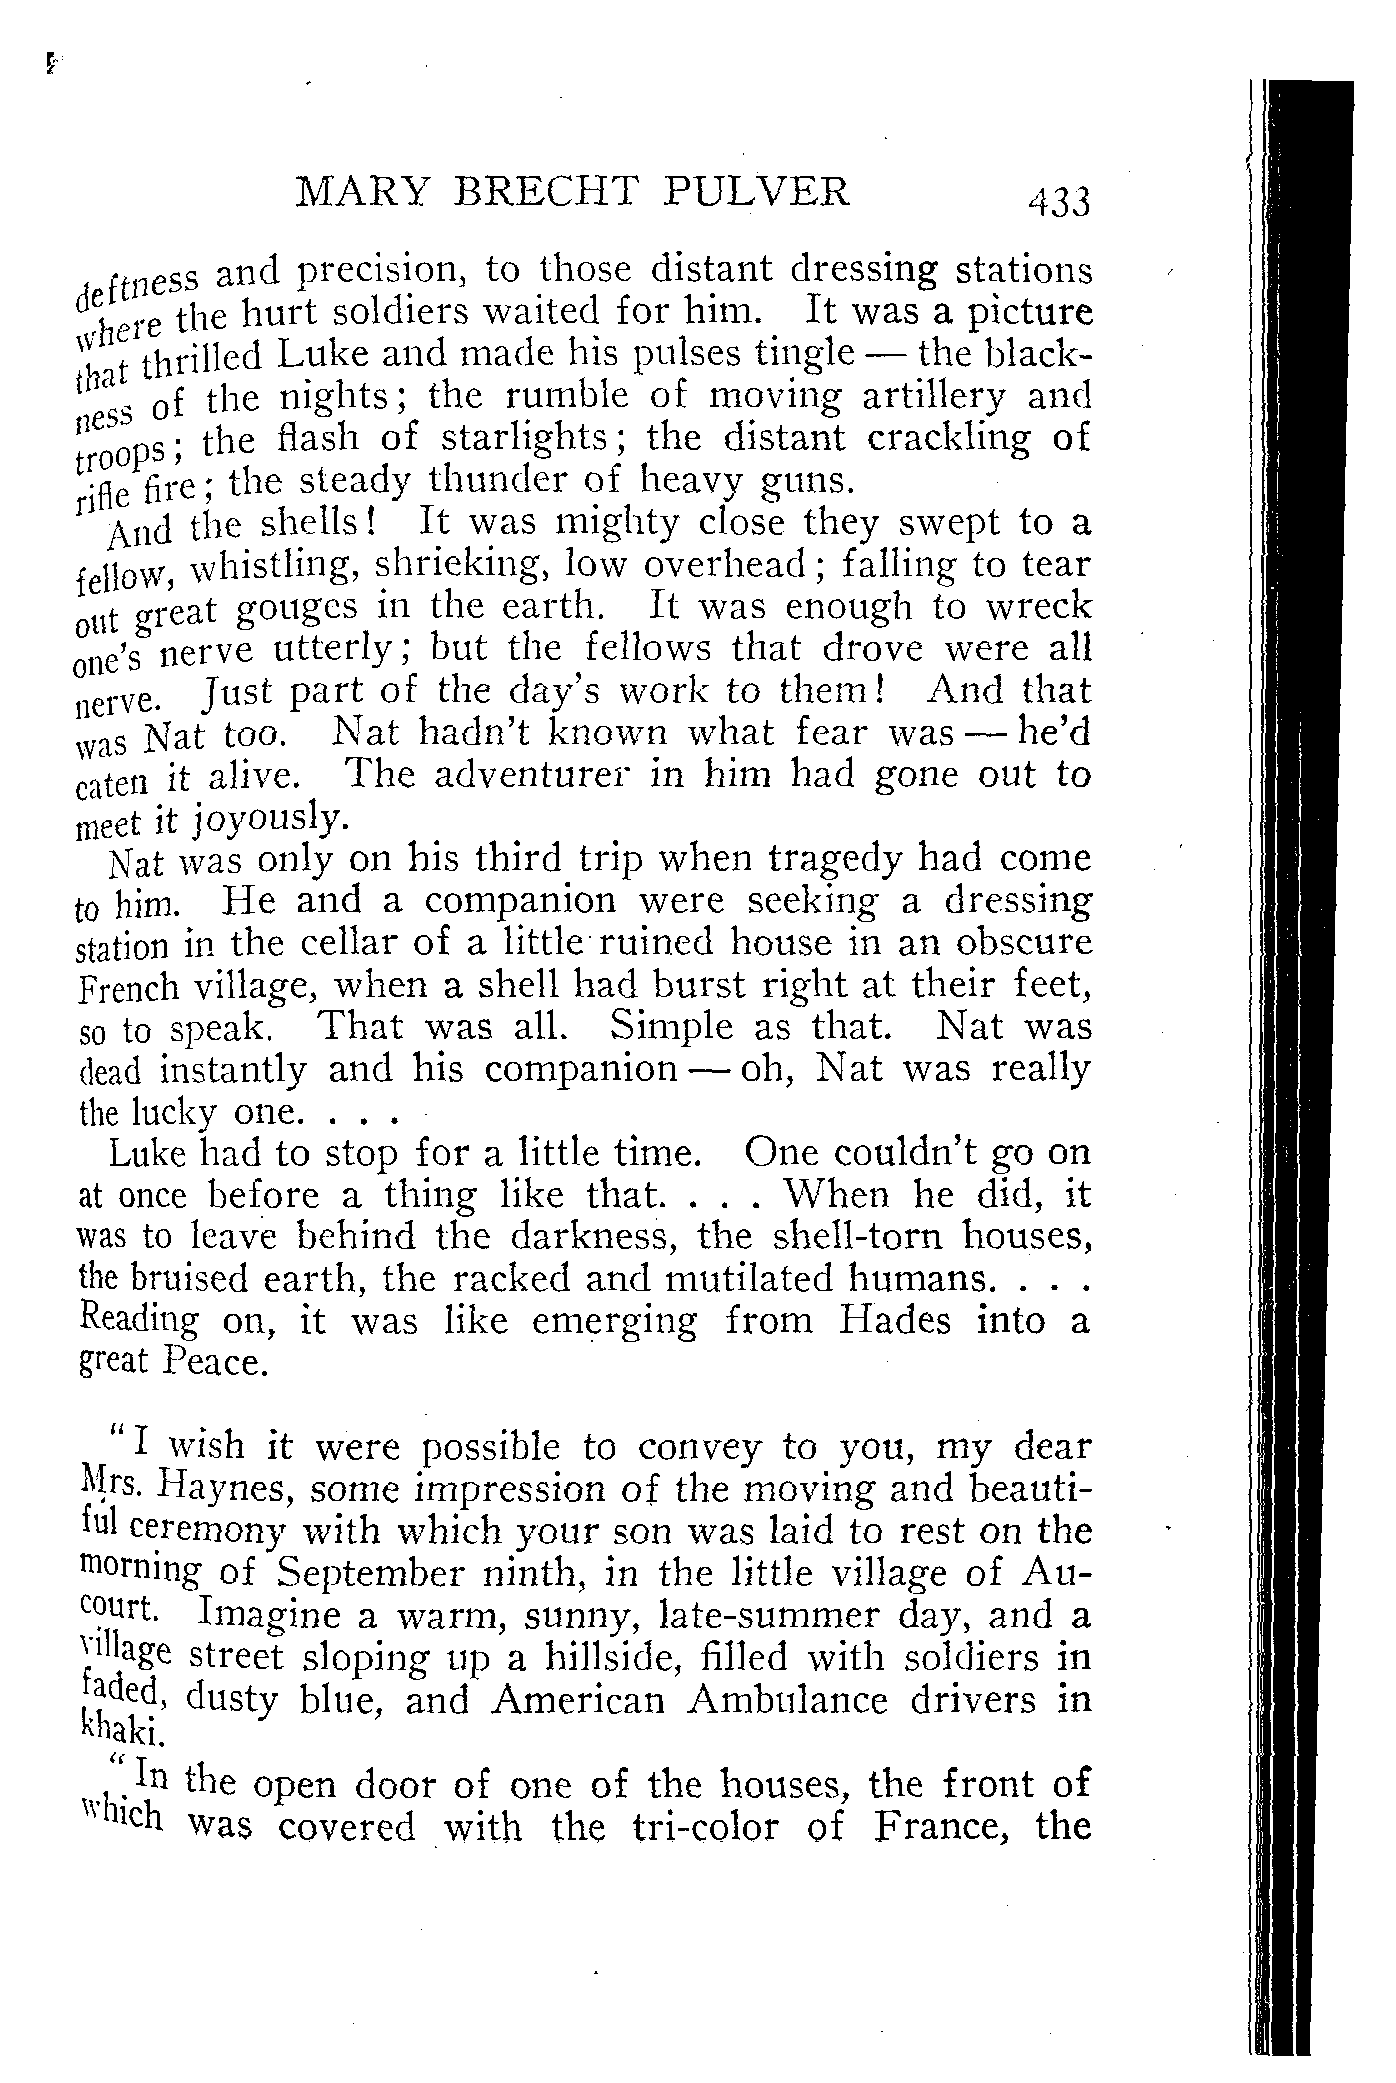 MARY BRECHT PULVER 433
deftness and precision, to those distant dressing stations
where the hurt soldiers waited for him. It was a picture
that thrilled Luke and made his pulses tingle — the black-
ness of the nights; the rumble of moving artillery and
troops; the flash of starlights; the distant crackling of
rifle fire; the steady thunder of heavy guns.
And the shells! It was mighty close they swept to a
fellow, whistling, shrieking, low overhead; falling to tear
out great gouges in the earth. It was enough to wreck
one's nerve utterly; but the fellows that drove were all
nerve. Just part of the day's work to them! And that
was Nat too. Nat hadn't known what fear was — he'd
eaten it alive. The adventurer in him had gone out to
meet it joyously.
Nat was only on his third trip when tragedy had come
to him. He and a companion were seeking a dressing
station in the cellar of a little ruined house in an obscure
French village, when a shell had burst right at their feet,
so to speak. That was all. Simple as that. Nat was
dead instantly and his companion — oh, Nat was really
the lucky one. . . .
Luke had to stop for a little time. One couldn't go on
at once before a thing like that. . . . When he did, it
was to leave behind the darkness, the shell-torn houses,
the bruised earth, the racked and mutilated humans. . . .
Reading on, it was like emerging from Hades into a
great Peace.
"I wish it were possible to convey to you, my dear
Mrs. Haynes, some impression of the moving and beauti-
ful ceremony with which your son was laid to rest on the
morning of September ninth, in the little village of Au-
court. Imagine a warm, sunny, late-summer day, and a
village street sloping up a hillside, filled with soldiers in
faded, dusty blue, and American Ambulance drivers in
khaki.
"In the open door of one of the houses, the front of
which was covered with the tri-color of France, the